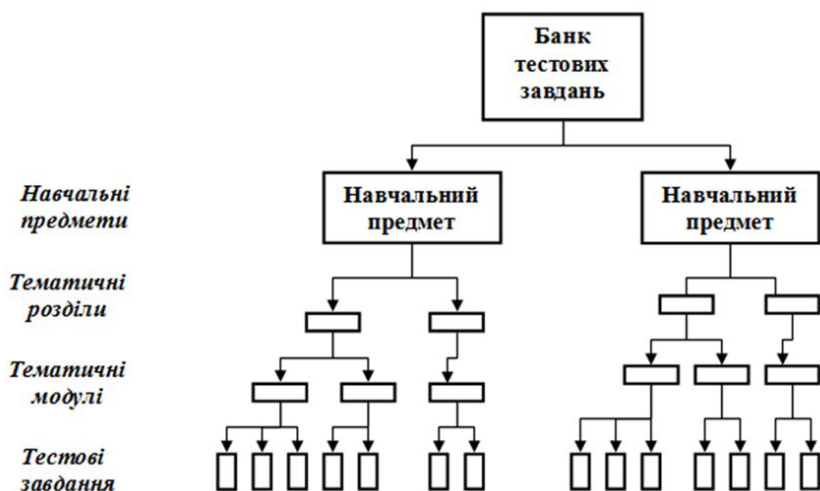 Банк
тестових
завдань
Навчальні
предмети
Навчальний
предмет
Навчальний
предмет
Тематичні
розділи
Тематичні
модулі
Тестові
завдання